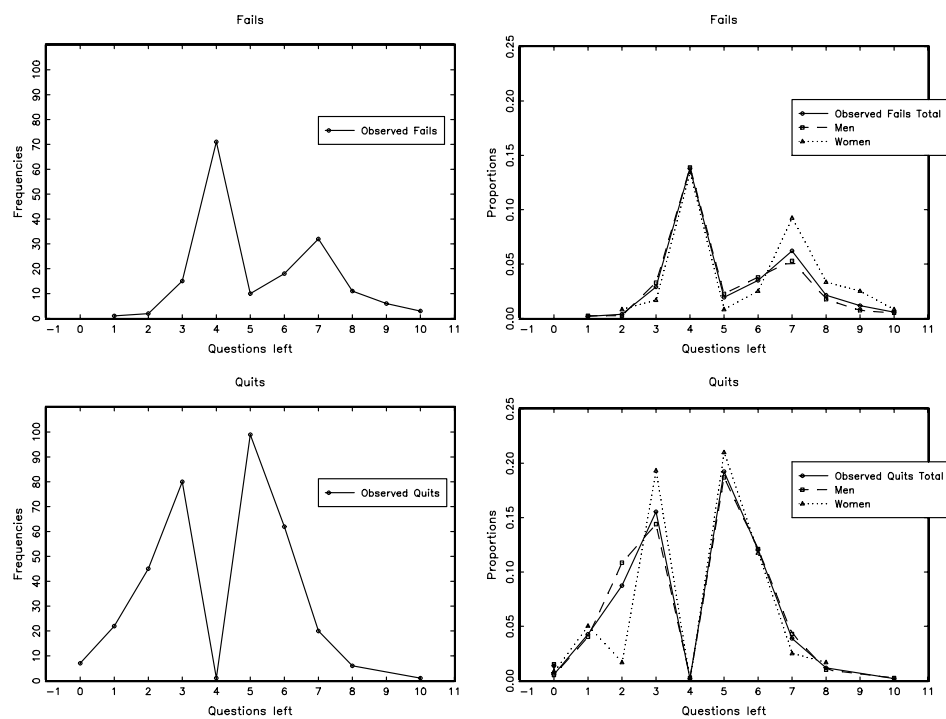 Fails
Frequencies
0 10 20 30 40 50 60 70 80 90 100
Observed Fails
−1 0 1 2 3 4 5 6 7 8 9 10 11
Questions left
Fails
Proportions
0.00 0.05 0.10 0.15 0.20 0.25
Observed Fails Total
Men
Women
−1 0 1 2 3 4 5 6 7 8 9 10 11
Questions left
Quits
Frequencies
0 10 20 30 40 50 60 70 80 90 100
Observed Quits
−1 0 1 2 3 4 5 6 7 8 9 10 11
Questions left
Quits
Proportions
0.00 0.05 0.10 0.15 0.20 0.25
Observed Quits Total
Men
Women
−1 0 1 2 3 4 5 6 7 8 9 10 11
Questions left